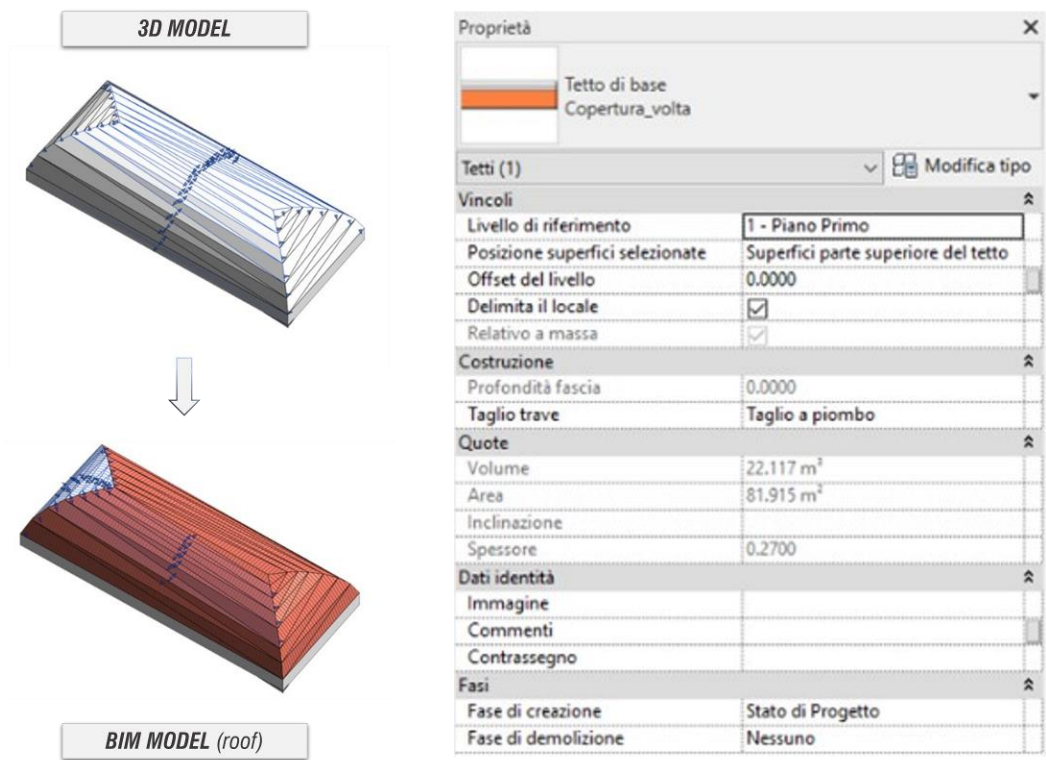 3D MODEL
BIM MODEL (roof)
Proprietà
Tetto di base
Copertura_volta
Tetti (1)
Modifica tipo
Vincoli
Livello di riferimento 1 - Piano Primo
Posizione superfici selezionate Superfici parte superiore del tetto
Offset del livello 0.0000
Delimita il locale
Relativo a massa
Costruzione
Profondità fascia 0.0000
Taglio trave Taglio a piombo
Quote
Volume 22.117 m³
Area 81.915 m²
Inclinazione
Spessore 0.2700
Dati identità
Immagine
Commenti
Contrassegno
Fasi
Fase di creazione Stato di Progetto
Fase di demolizione Nessuno